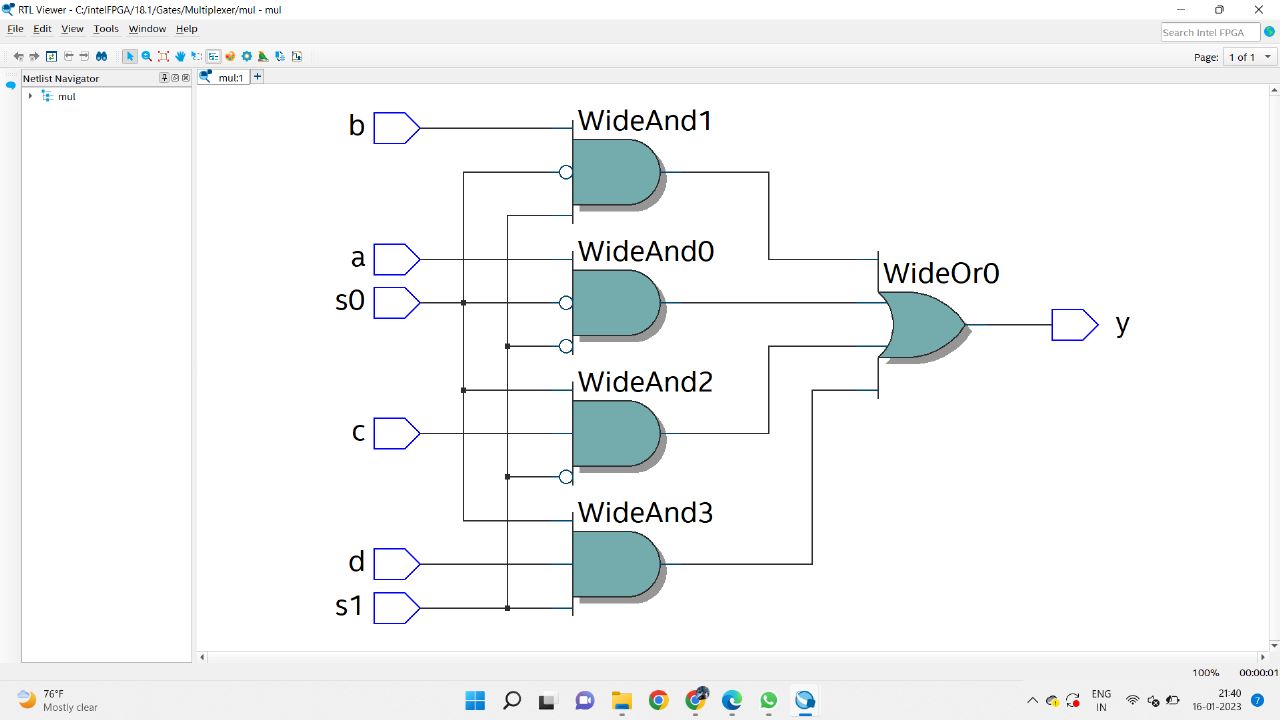 RTL Viewer - C:/intelFPGA/18.1/Gates/Multiplexer/mul - mul
File Edit View Tools Window Help
Search Intel FPGA
Page: 1 of 1
Netlist Navigator
mul:1
mul
b
WideAnd1
a
WideAnd0
s0
WideOr0
y
WideAnd2
c
WideAnd3
d
s1
100% 00:00:01
76°F
Mostly clear
ENG
IN
21:40
16-01-2023
7